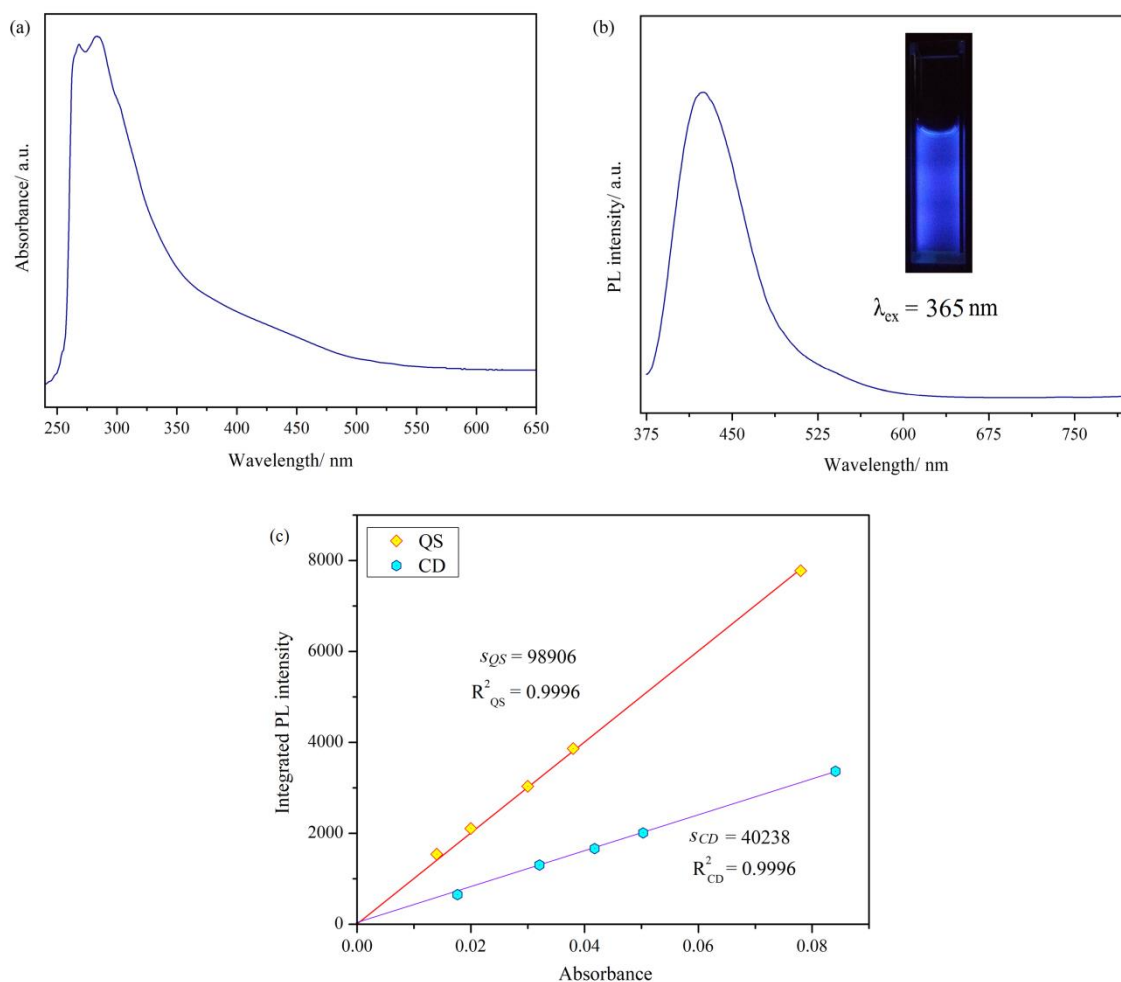 (a)
Absorbance/ a.u.
250 300 350 400 450 500 550 600 650
Wavelength/ nm
(b)
PL intensity/ a.u.
λex = 365 nm
375 450 525 600 675 750
Wavelength/ nm
(c)
QS
CD
Integrated PL intensity
8000
6000
4000
2000
0
sQS = 98906
R²QS = 0.9996
sCD = 40238
R²CD = 0.9996
0.00 0.02 0.04 0.06 0.08
Absorbance